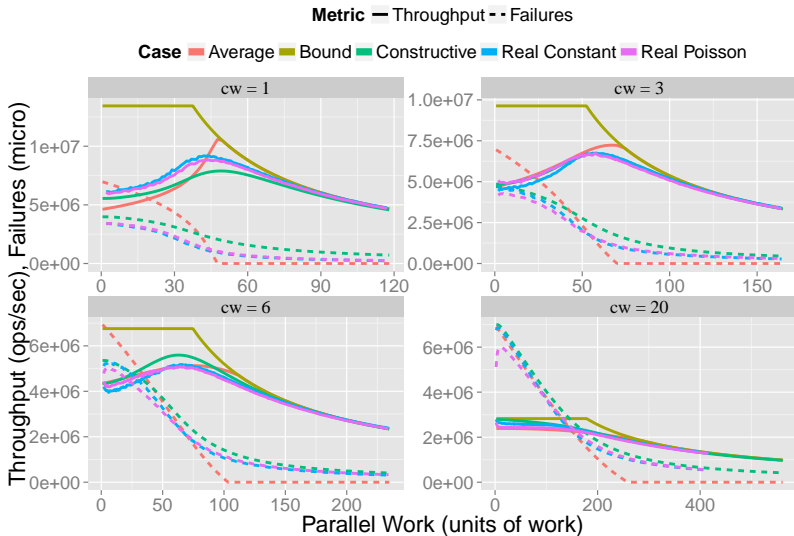 Metric Throughput Failures
Case Average Bound Constructive Real Constant Real Poisson
Throughput (ops/sec), Failures (micro)
cw = 1
1e+07
5e+06
0e+00
0 30 60 90 120
cw = 3
1.0e+07
7.5e+06
5.0e+06
2.5e+06
0.0e+00
0 50 100 150
cw = 6
6e+06
4e+06
2e+06
0e+00
0 50 100 150 200
cw = 20
6e+06
4e+06
2e+06
0e+00
0 200 400
Parallel Work (units of work)